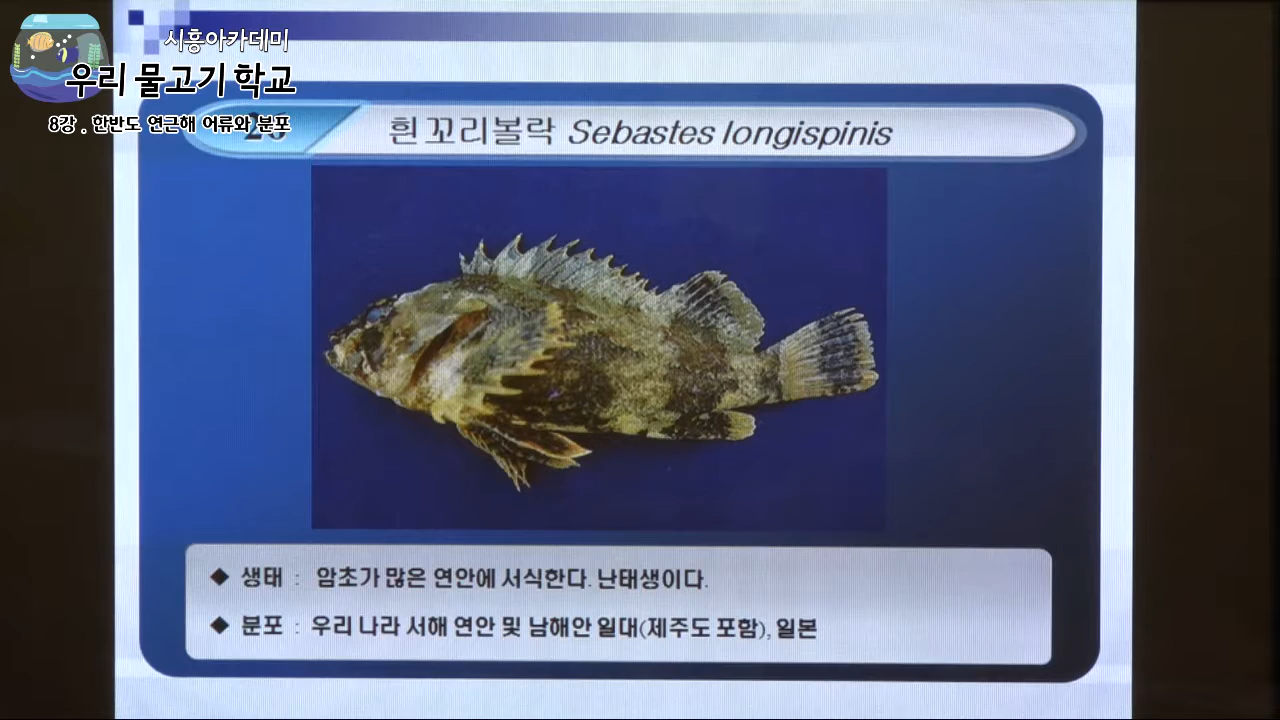 시흥아카데미
우리 물고기 학교
8강 . 한반도 연근해 어류와 분포
흰꼬리볼락 Sebastes longispinis
◆ 생태 : 암초가 많은 연안에 서식한다. 난태생이다.
◆ 분포 : 우리 나라 서해 연안 및 남해안 일대(제주도 포함), 일본